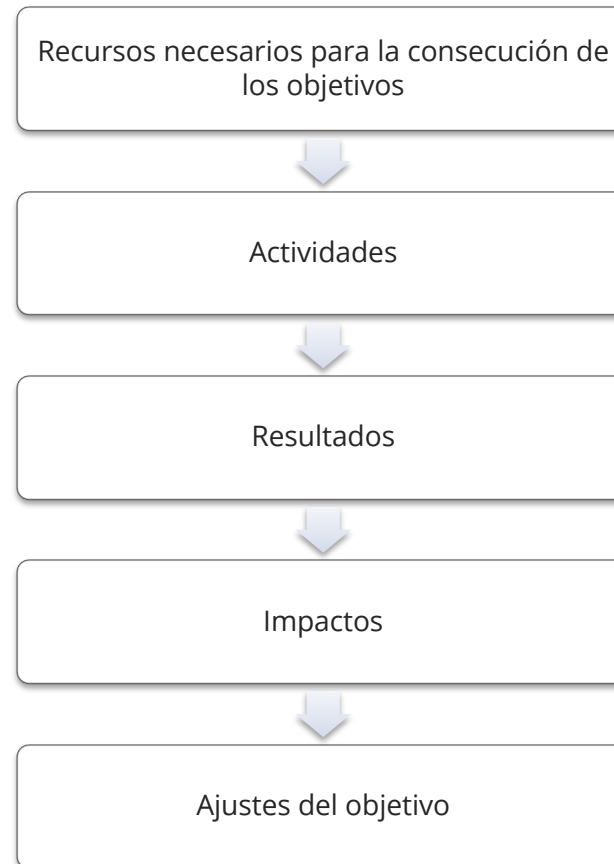 Recursos necesarios para la consecución de
los objetivos
Actividades
Resultados
Impactos
Ajustes del objetivo